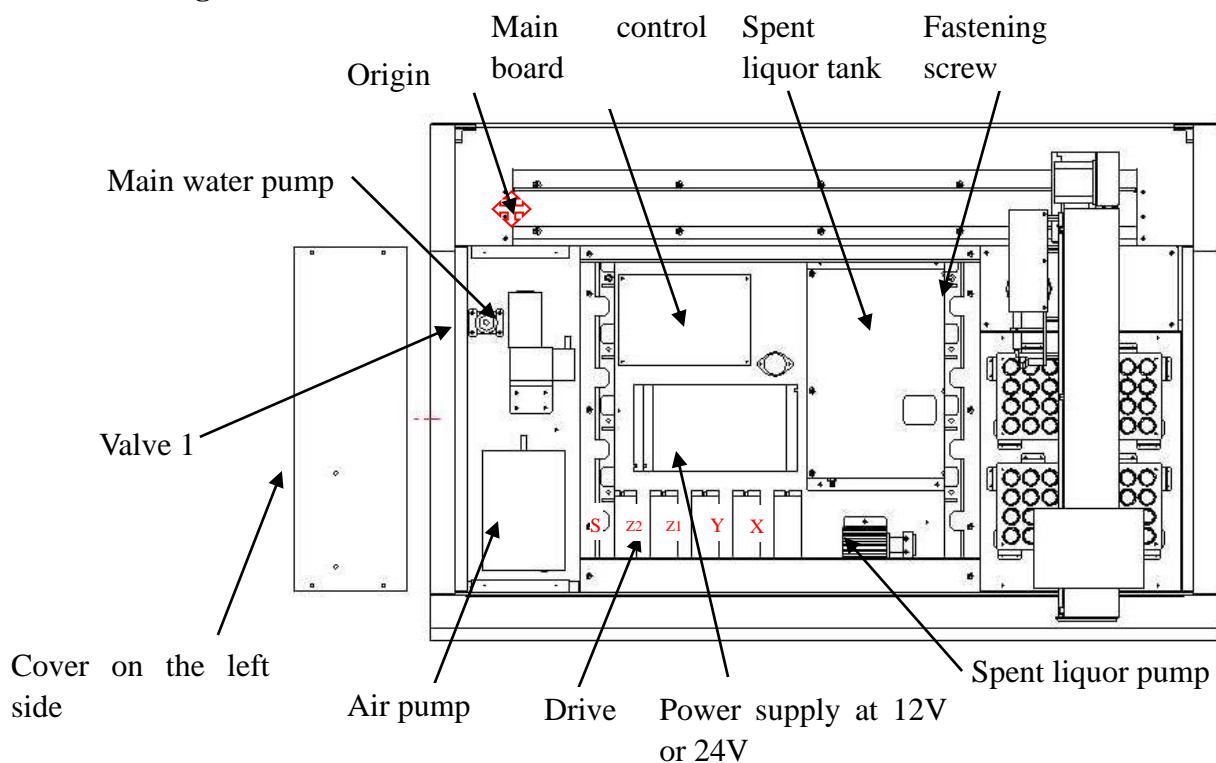 Main control
board
Spent
liquor tank
Fastening
screw
Origin
Main water pump
Valve 1
S Z2 Z1 Y X
Cover on the left
side
Air pump
Drive
Power supply at 12V
or 24V
Spent liquor pump